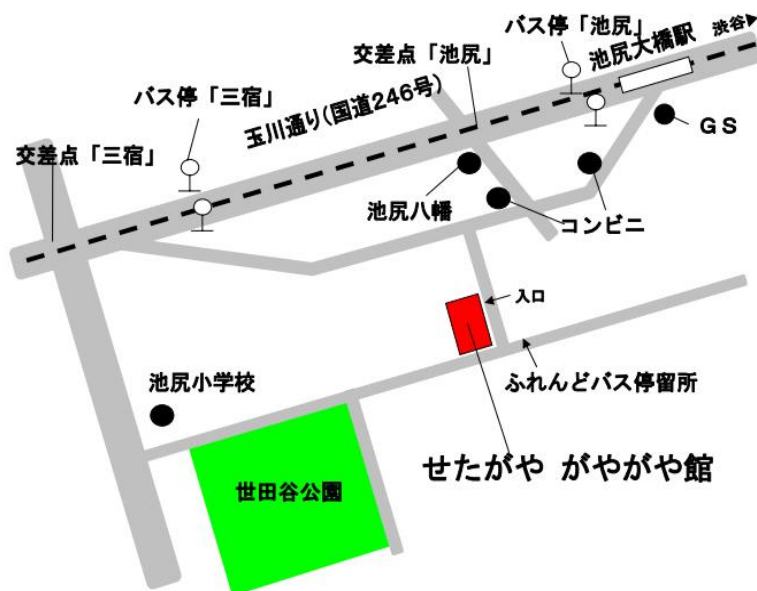 バス停「池尻」
渋谷▶
交差点「池尻」
池尻大橋駅
バス停「三宿」
玉川通り(国道246号)
交差点「三宿」
GS
池尻八幡
コンビニ
入口
池尻小学校
ふれんどバス停留所
せたがや がやがや館
世田谷公園